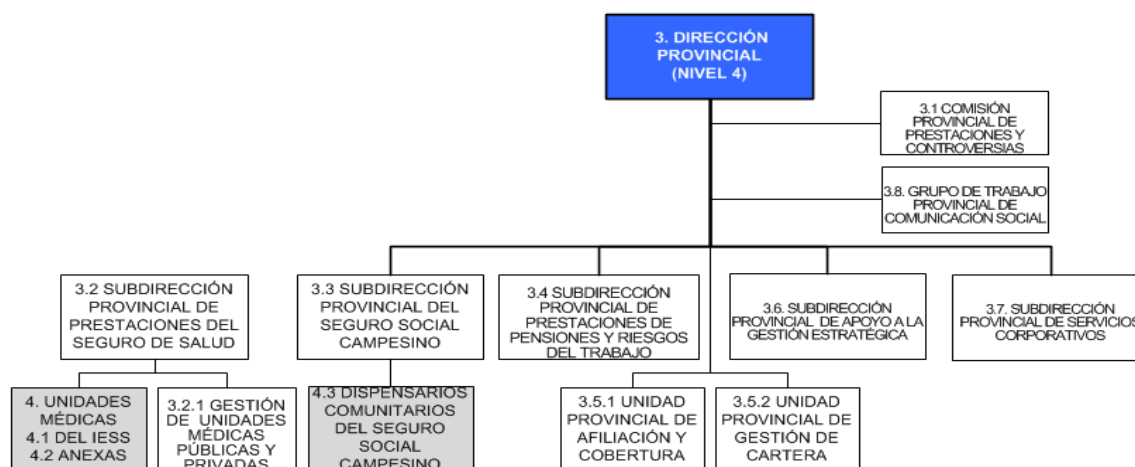 3. DIRECCIÓN
PROVINCIAL
(NIVEL 4)
3.1 COMISIÓN
PROVINCIAL DE
PRESTACIONES Y
CONTROVERSIAS
3.8. GRUPO DE TRABAJO
PROVINCIAL DE
COMUNICACIÓN SOCIAL
3.2 SUBDIRECCIÓN
PROVINCIAL DE
PRESTACIONES DEL
SEGURO DE SALUD
3.3 SUBDIRECCIÓN
PROVINCIAL DEL
SEGURO SOCIAL
CAMPESINO
3.4 SUBDIRECCIÓN
PROVINCIAL DE
PRESTACIONES DE
PENSIONES Y RIESGOS
DEL TRABAJO
3.6. SUBDIRECCIÓN
PROVINCIAL DE APOYO A LA
GESTIÓN ESTRATÉGICA
3.7. SUBDIRECCIÓN
PROVINCIAL DE SERVICIOS
CORPORATIVOS
4. UNIDADES
MÉDICAS
4.1 DEL IESS
4.2 ANEXAS
3.2.1 GESTIÓN
DE UNIDADES
MÉDICAS
PÚBLICAS Y
PRIVADAS
4.3 DISPENSARIOS
COMUNITARIOS
DEL SEGURO
SOCIAL
CAMPESINO
3.5.1 UNIDAD
PROVINCIAL DE
AFILIACIÓN Y
COBERTURA
3.5.2 UNIDAD
PROVINCIAL DE
GESTIÓN DE
CARTERA